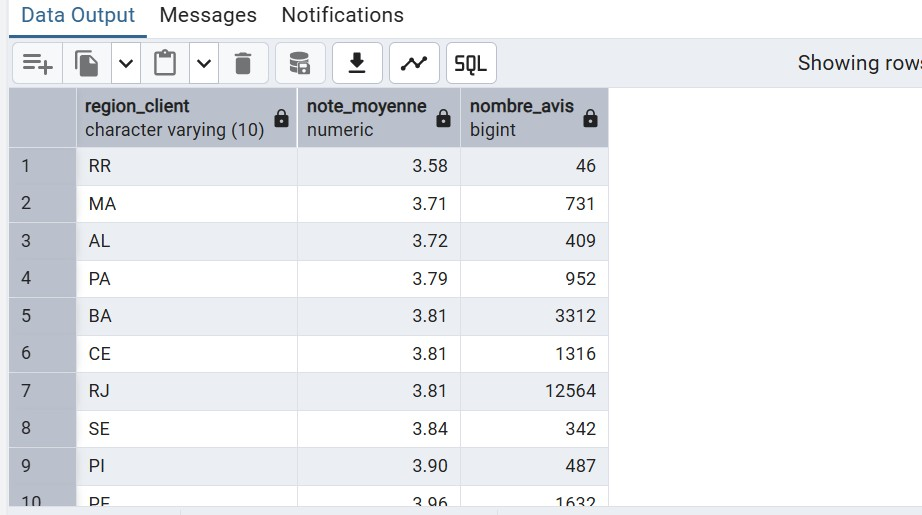 Data Output Messages Notifications
SQL Showing rows
region_client character varying (10) note_moyenne numeric nombre_avis bigint
1 RR 3.58 46
2 MA 3.71 731
3 AL 3.72 409
4 PA 3.79 952
5 BA 3.81 3312
6 CE 3.81 1316
7 RJ 3.81 12564
8 SE 3.84 342
9 PI 3.90 487
10 PE 3.96 1632